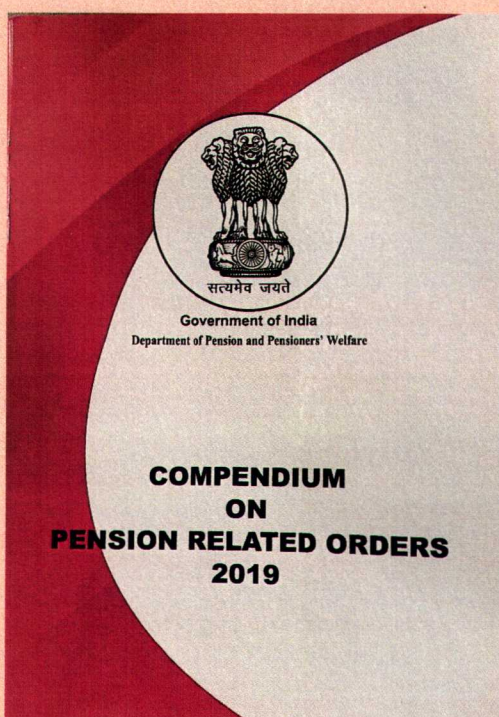 सत्यमेव जयते
Government of India
Department of Pension and Pensioners' Welfare
COMPENDIUM
ON
PENSION RELATED ORDERS
2019